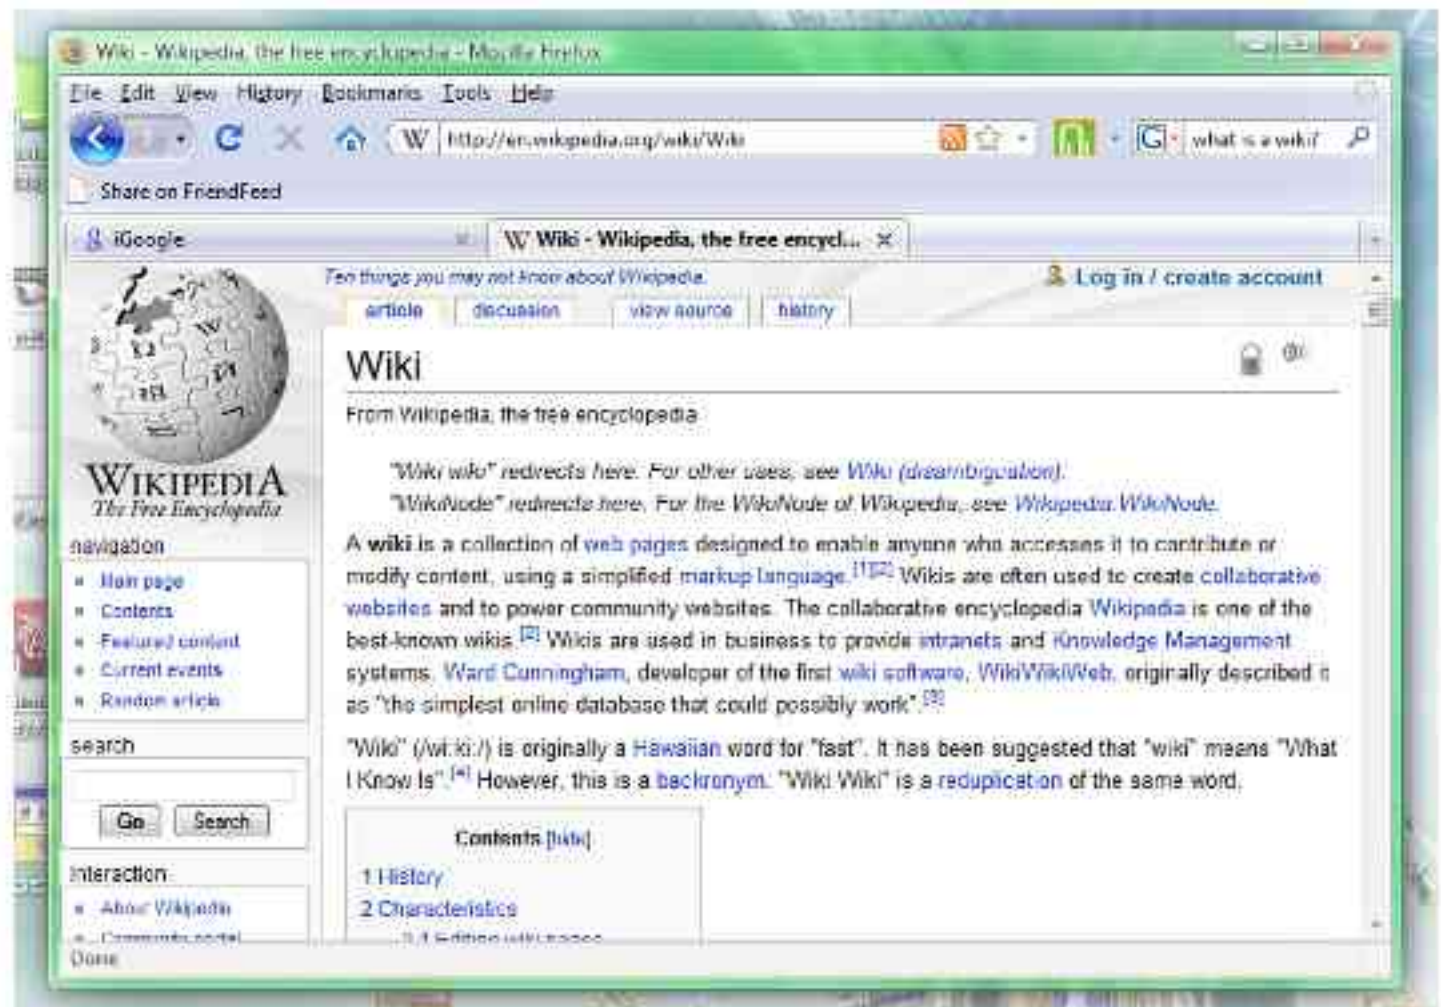 Wiki - Wikipedia, the free encyclopedia - Mozilla Firefox
File Edit View History Bookmarks Tools Help
W http://en.wikipedia.org/wiki/Wiki
G what is a wiki?
Share on FriendFeed
iGoogle
W Wiki - Wikipedia, the free encycl...
Ten things you may not know about Wikipedia.
Log in / create account
article discussion view source history
WIKIPEDIA
The Free Encyclopedia
navigation
Main page
Contents
Featured content
Current events
Random article
search
Go Search
interaction
About Wikipedia
Community portal
Wiki
From Wikipedia, the free encyclopedia
"Wiki wiki" redirects here. For other uses, see Wiki (disambiguation).
"WikiNode" redirects here. For the WikiNode of Wikipedia, see Wikipedia:WikiNode.
A wiki is a collection of web pages designed to enable anyone who accesses it to contribute or
modify content, using a simplified markup language.[1][2] Wikis are often used to create collaborative
websites and to power community websites. The collaborative encyclopedia Wikipedia is one of the
best-known wikis.[2] Wikis are used in business to provide intranets and Knowledge Management
systems. Ward Cunningham, developer of the first wiki software, WikiWikiWeb, originally described it
as "the simplest online database that could possibly work".[3]
"Wiki" (/wiːkiː/) is originally a Hawaiian word for "fast". It has been suggested that "wiki" means "What
I Know Is".[4] However, this is a backronym. "Wiki Wiki" is a reduplication of the same word.
Contents [hide]
1 History
2 Characteristics
2.1 Editing wiki pages
Done